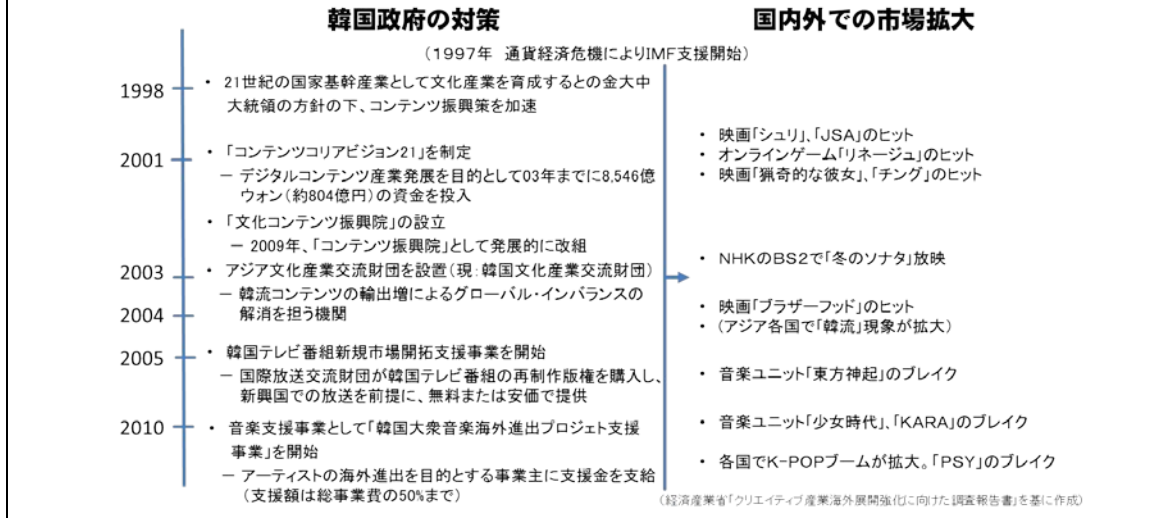 韓国政府の対策
国内外での市場拡大
(1997年 通貨経済危機によりIMF支援開始)
1998
・ 21世紀の国家基幹産業として文化産業を育成するとの金大中
大統領の方針の下、コンテンツ振興策を加速
2001
・ 「コンテンツコリアビジョン21」を制定
− デジタルコンテンツ産業発展を目的として03年までに8,546億
ウォン(約804億円)の資金を投入
・ 「文化コンテンツ振興院」の設立
− 2009年、「コンテンツ振興院」として発展的に改組
2003
・ アジア文化産業交流財団を設置(現:韓国文化産業交流財団)
− 韓流コンテンツの輸出増によるグローバル・インバランスの
解消を担う機関
2004
2005
・ 韓国テレビ番組新規市場開拓支援事業を開始
− 国際放送交流財団が韓国テレビ番組の再制作版権を購入し、
新興国での放送を前提に、無料または安価で提供
2010
・ 音楽支援事業として「韓国大衆音楽海外進出プロジェト支援
事業」を開始
− アーティストの海外進出を目的とする事業主に支援金を支給
(支援額は総事業費の50%まで)
・ 映画「シュリ」、「JSA」のヒット
・ オンラインゲーム「リネージュ」のヒット
・ 映画「猟奇的な彼女」、「チング」のヒット
・ NHKのBS2で「冬のソナタ」放映
・ 映画「ブラザーフッド」のヒット
・ (アジア各国で「韓流」現象が拡大)
・ 音楽ユニット「東方神起」のブレイク
・ 音楽ユニット「少女時代」、「KARA」のブレイク
・ 各国でK-POPブームが拡大。「PSY」のブレイク
(経済産業省「クリエイティブ産業海外展開強化に向けた調査報告書」を基に作成)